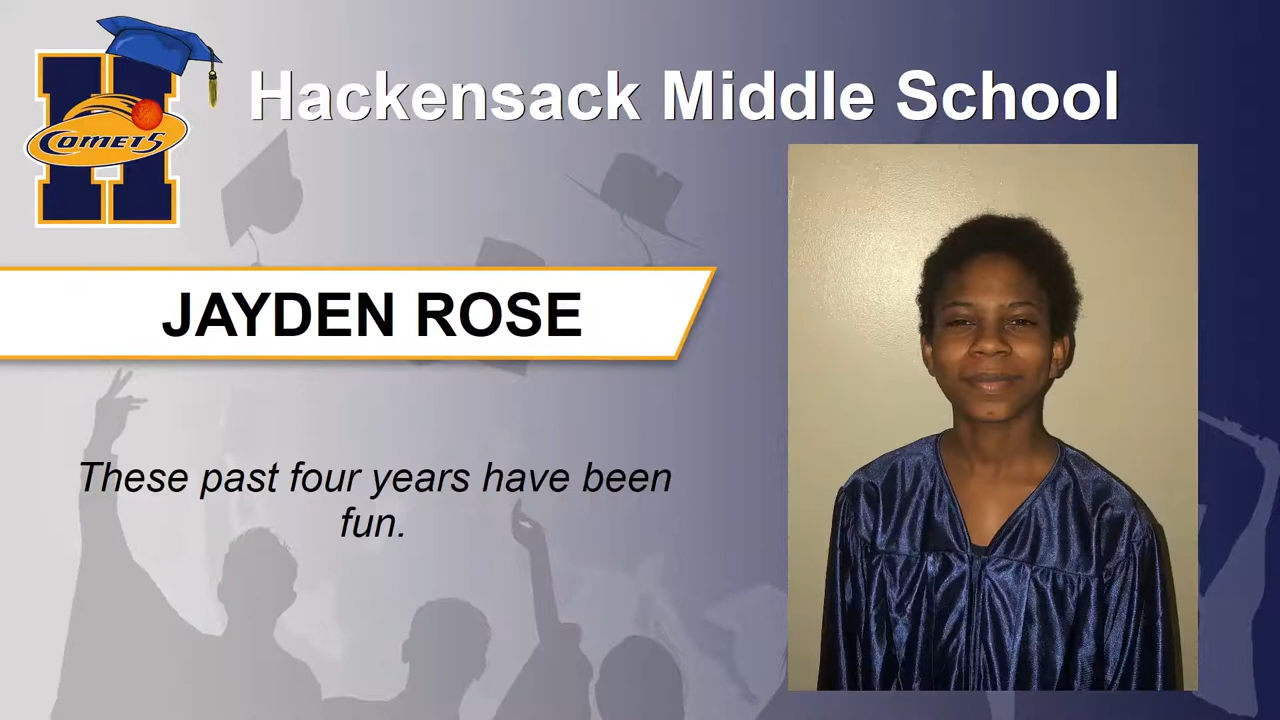 COMETS
Hackensack Middle School
JAYDEN ROSE
These past four years have been
fun.